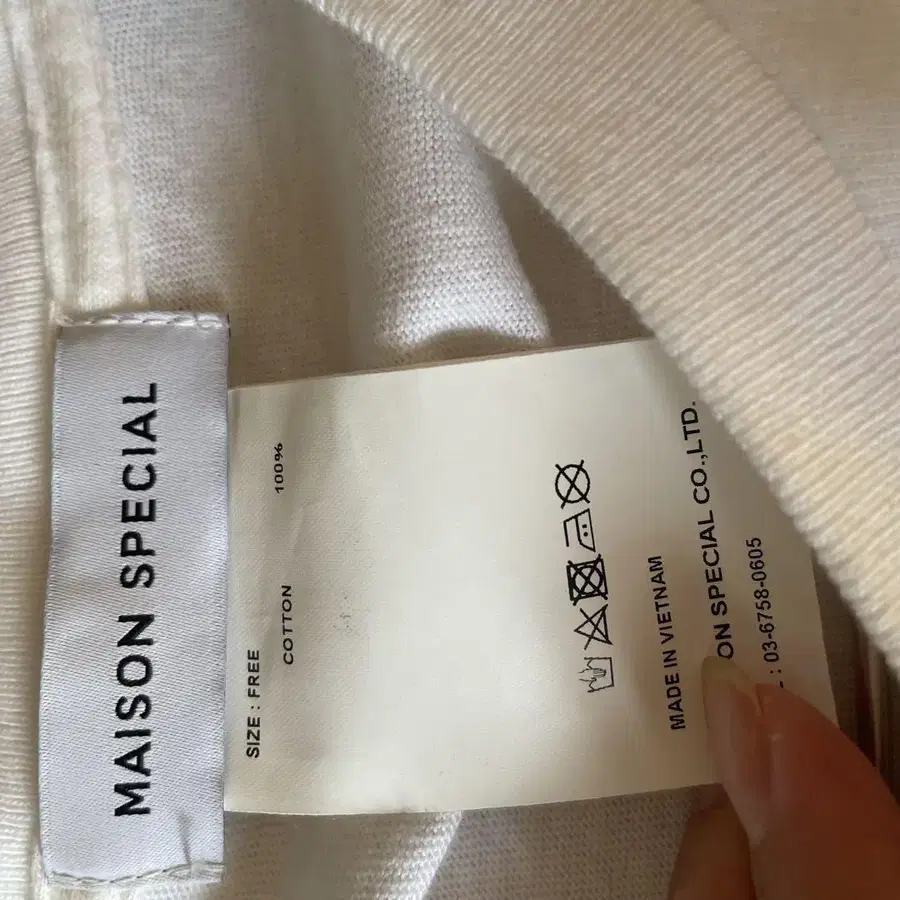 MAISON SPECIAL
SIZE : FREE
COTTON 100%
MADE IN VIETNAM
ON SPECIAL CO.,LTD.
: 03-6758-0605